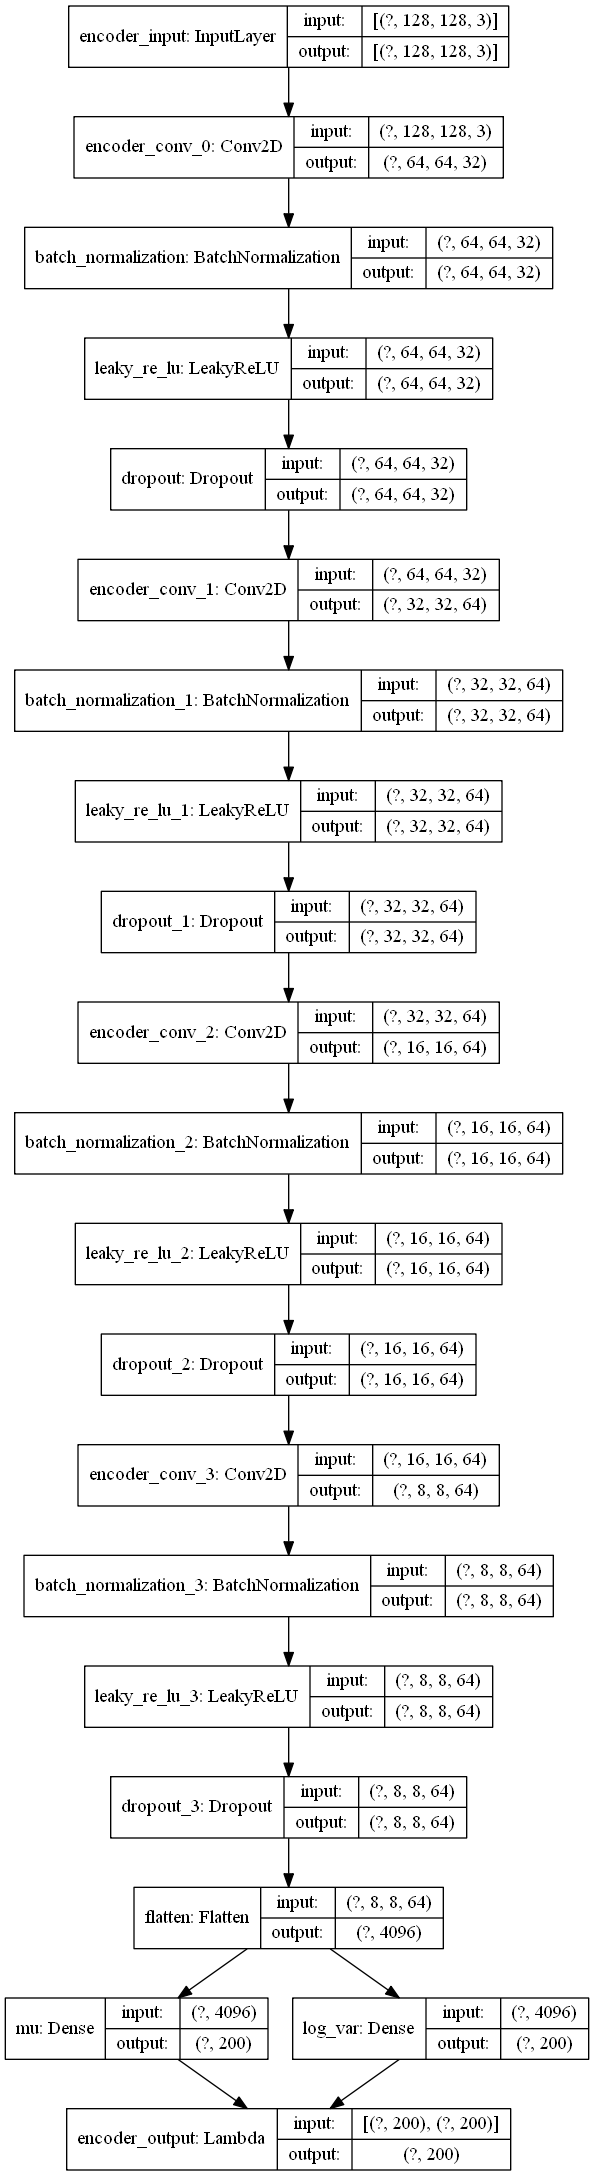 encoder_input: InputLayer
input:
[(?, 128, 128, 3)]
output:
[(?, 128, 128, 3)]
encoder_conv_0: Conv2D
input:
(?, 128, 128, 3)
output:
(?, 64, 64, 32)
batch_normalization: BatchNormalization
input:
(?, 64, 64, 32)
output:
(?, 64, 64, 32)
leaky_re_lu: LeakyReLU
input:
(?, 64, 64, 32)
output:
(?, 64, 64, 32)
dropout: Dropout
input:
(?, 64, 64, 32)
output:
(?, 64, 64, 32)
encoder_conv_1: Conv2D
input:
(?, 64, 64, 32)
output:
(?, 32, 32, 64)
batch_normalization_1: BatchNormalization
input:
(?, 32, 32, 64)
output:
(?, 32, 32, 64)
leaky_re_lu_1: LeakyReLU
input:
(?, 32, 32, 64)
output:
(?, 32, 32, 64)
dropout_1: Dropout
input:
(?, 32, 32, 64)
output:
(?, 32, 32, 64)
encoder_conv_2: Conv2D
input:
(?, 32, 32, 64)
output:
(?, 16, 16, 64)
batch_normalization_2: BatchNormalization
input:
(?, 16, 16, 64)
output:
(?, 16, 16, 64)
leaky_re_lu_2: LeakyReLU
input:
(?, 16, 16, 64)
output:
(?, 16, 16, 64)
dropout_2: Dropout
input:
(?, 16, 16, 64)
output:
(?, 16, 16, 64)
encoder_conv_3: Conv2D
input:
(?, 16, 16, 64)
output:
(?, 8, 8, 64)
batch_normalization_3: BatchNormalization
input:
(?, 8, 8, 64)
output:
(?, 8, 8, 64)
leaky_re_lu_3: LeakyReLU
input:
(?, 8, 8, 64)
output:
(?, 8, 8, 64)
dropout_3: Dropout
input:
(?, 8, 8, 64)
output:
(?, 8, 8, 64)
flatten: Flatten
input:
(?, 8, 8, 64)
output:
(?, 4096)
mu: Dense
input:
(?, 4096)
output:
(?, 200)
log_var: Dense
input:
(?, 4096)
output:
(?, 200)
encoder_output: Lambda
input:
[(?, 200), (?, 200)]
output:
(?, 200)